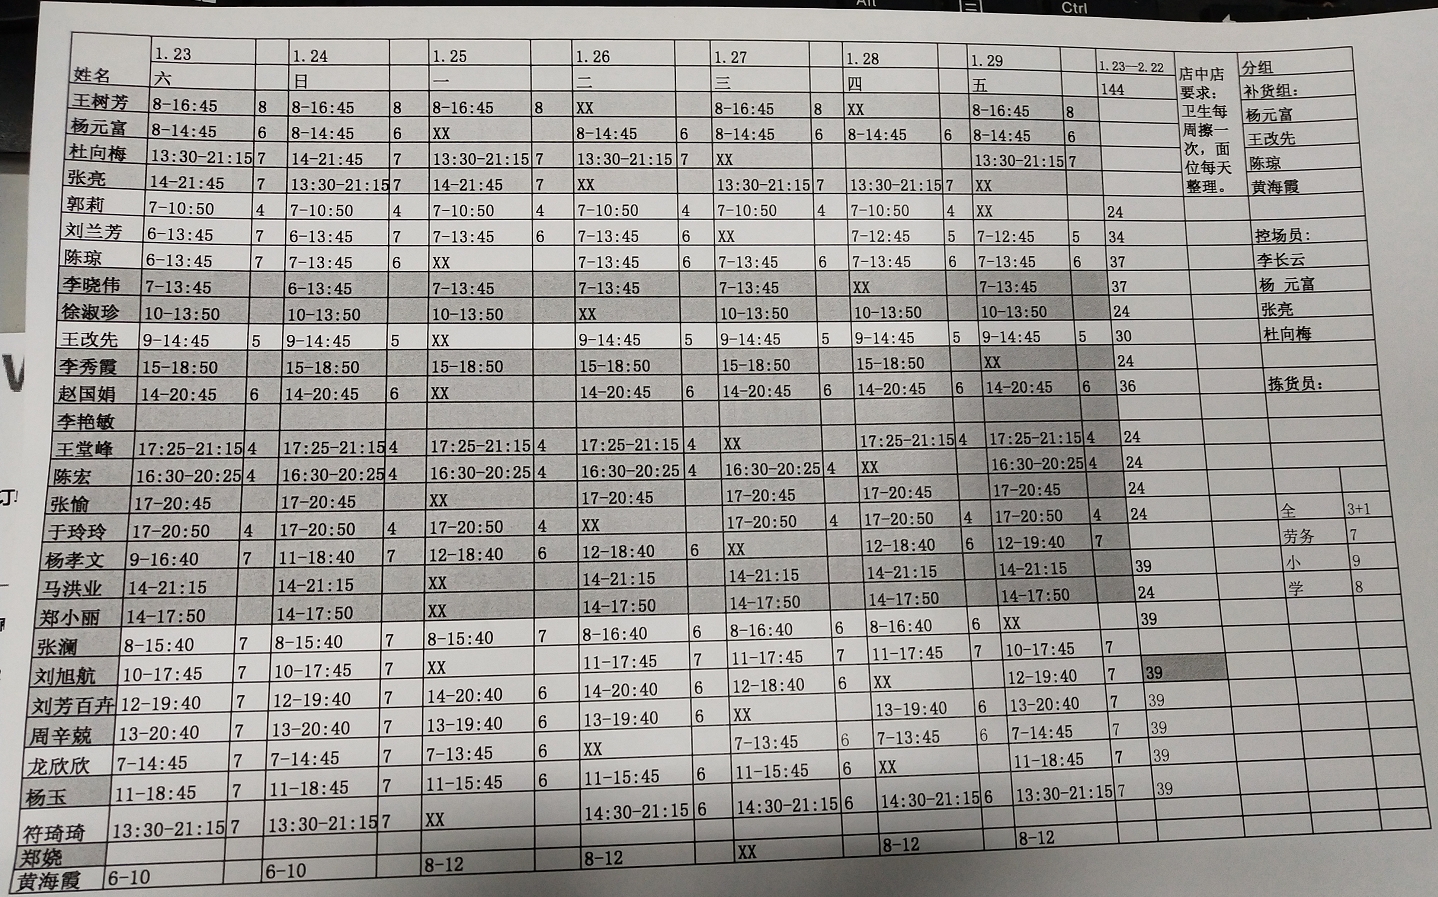 Alt Ctrl
1.23 1.24 1.25 1.26 1.27 1.28 1.29 1.23—2.22 店中店 分组
姓名 六 日 一 二 三 四 五 144 要求: 补货组:
王树芳 8-16:45 8 8-16:45 8 8-16:45 8 XX 8-16:45 8 XX 8-16:45 8 卫生每 杨元富
杨元富 8-14:45 6 8-14:45 6 XX 8-14:45 6 8-14:45 6 8-14:45 6 8-14:45 6 周擦一 王改先
杜向梅 13:30-21:15 7 14-21:45 7 13:30-21:15 7 13:30-21:15 7 XX 13:30-21:15 7 次，面 位每天 陈琼
张亮 14-21:45 7 13:30-21:15 7 14-21:45 7 XX 13:30-21:15 7 13:30-21:15 7 XX 整理。 黄海霞
郭莉 7-10:50 4 7-10:50 4 7-10:50 4 7-10:50 4 7-10:50 4 7-10:50 4 XX 24
刘兰芳 6-13:45 7 6-13:45 7 7-13:45 6 7-13:45 6 XX 7-12:45 5 7-12:45 5 34 控场员:
陈琼 6-13:45 7 7-13:45 6 XX 7-13:45 6 7-13:45 6 7-13:45 6 7-13:45 6 37 李长云
李晓伟 7-13:45 6-13:45 7-13:45 7-13:45 7-13:45 XX 7-13:45 37 杨 元富
徐淑珍 10-13:50 10-13:50 10-13:50 XX 10-13:50 10-13:50 10-13:50 24 张亮
王改先 9-14:45 5 9-14:45 5 XX 9-14:45 5 9-14:45 5 9-14:45 5 9-14:45 5 30 杜向梅
李秀霞 15-18:50 15-18:50 15-18:50 15-18:50 15-18:50 15-18:50 XX 24
赵国娟 14-20:45 6 14-20:45 6 XX 14-20:45 6 14-20:45 6 14-20:45 6 14-20:45 6 36 拣货员:
李艳敏
王堂峰 17:25-21:15 4 17:25-21:15 4 17:25-21:15 4 17:25-21:15 4 XX 17:25-21:15 4 17:25-21:15 4 24
陈宏 16:30-20:25 4 16:30-20:25 4 16:30-20:25 4 16:30-20:25 4 16:30-20:25 4 XX 16:30-20:25 4 24
张愉 17-20:45 17-20:45 XX 17-20:45 17-20:45 17-20:45 17-20:45 24
于玲玲 17-20:50 4 17-20:50 4 17-20:50 4 XX 17-20:50 4 17-20:50 4 17-20:50 4 24 全 3+1
杨孝文 9-16:40 7 11-18:40 7 12-18:40 6 12-18:40 6 XX 12-18:40 6 12-19:40 7 劳务 7
马洪业 14-21:15 14-21:15 XX 14-21:15 14-21:15 14-21:15 14-21:15 39 小 9
郑小丽 14-17:50 14-17:50 XX 14-17:50 14-17:50 14-17:50 14-17:50 24 学 8
张澜 8-15:40 7 8-15:40 7 8-15:40 7 8-16:40 6 8-16:40 6 8-16:40 6 XX 39
刘旭航 10-17:45 7 10-17:45 7 XX 11-17:45 7 11-17:45 7 11-17:45 7 10-17:45 7
刘芳百卉 12-19:40 7 12-19:40 7 14-20:40 6 14-20:40 6 12-18:40 6 XX 12-19:40 7 39
周辛兢 13-20:40 7 13-20:40 7 13-19:40 6 13-19:40 6 XX 13-19:40 6 13-20:40 7 39
龙欣欣 7-14:45 7 7-14:45 7 7-13:45 6 XX 7-13:45 6 7-13:45 6 7-14:45 7 39
杨玉 11-18:45 7 11-18:45 7 11-15:45 6 11-15:45 6 11-15:45 6 XX 11-18:45 7 39
符琦琦 13:30-21:15 7 13:30-21:15 7 XX 14:30-21:15 6 14:30-21:15 6 14:30-21:15 6 13:30-21:15 7 39
郑娆
黄海霞 6-10 6-10 8-12 8-12 XX 8-12 8-12